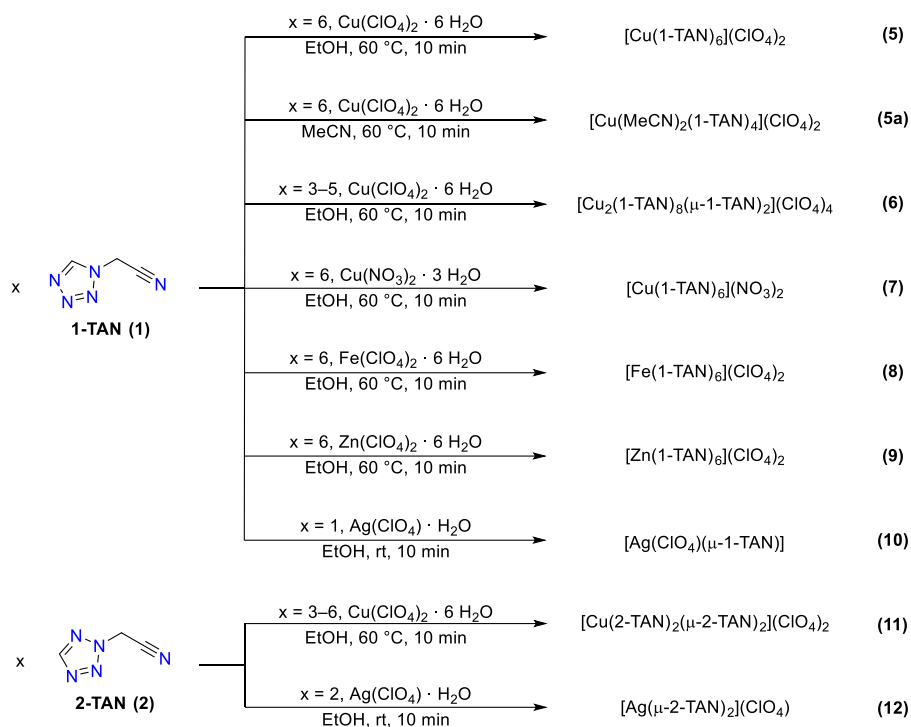 x = 6, Cu(ClO4)2 · 6 H2O
EtOH, 60 °C, 10 min
[Cu(1-TAN)6](ClO4)2
(5)
x = 6, Cu(ClO4)2 · 6 H2O
MeCN, 60 °C, 10 min
[Cu(MeCN)2(1-TAN)4](ClO4)2
(5a)
x = 3–5, Cu(ClO4)2 · 6 H2O
EtOH, 60 °C, 10 min
[Cu2(1-TAN)8(μ-1-TAN)2](ClO4)4
(6)
x
N
N
N
N
N
1-TAN (1)
x = 6, Cu(NO3)2 · 3 H2O
EtOH, 60 °C, 10 min
[Cu(1-TAN)6](NO3)2
(7)
x = 6, Fe(ClO4)2 · 6 H2O
EtOH, 60 °C, 10 min
[Fe(1-TAN)6](ClO4)2
(8)
x = 6, Zn(ClO4)2 · 6 H2O
EtOH, 60 °C, 10 min
[Zn(1-TAN)6](ClO4)2
(9)
x = 1, Ag(ClO4) · H2O
EtOH, rt, 10 min
[Ag(ClO4)(μ-1-TAN)]
(10)
x
N
N
N
N
N
2-TAN (2)
x = 3–6, Cu(ClO4)2 · 6 H2O
EtOH, 60 °C, 10 min
[Cu(2-TAN)2(μ-2-TAN)2](ClO4)2
(11)
x = 2, Ag(ClO4) · H2O
EtOH, rt, 10 min
[Ag(μ-2-TAN)2](ClO4)
(12)